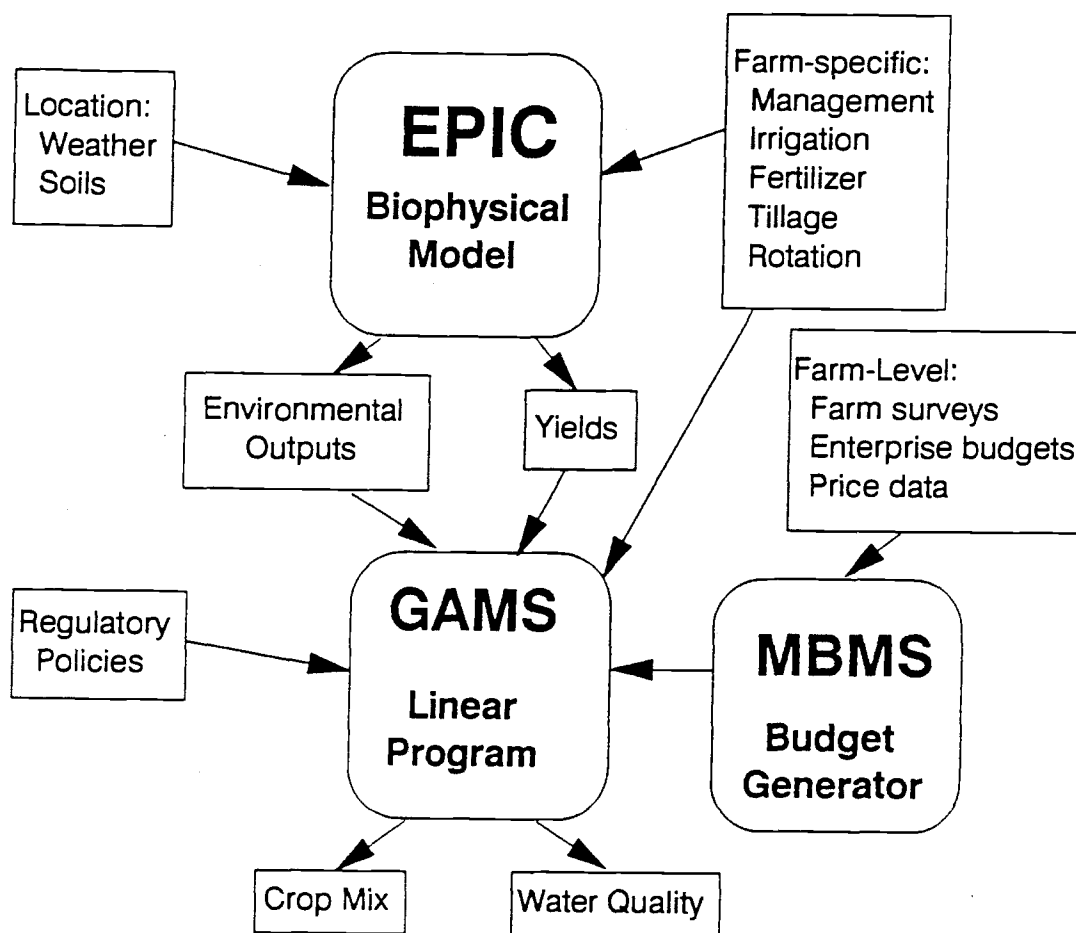 Location:
Weather
Soils
EPIC
Biophysical
Model
Farm-specific:
Management
Irrigation
Fertilizer
Tillage
Rotation
Environmental
Outputs
Yields
Farm-Level:
Farm surveys
Enterprise budgets
Price data
Regulatory
Policies
GAMS
Linear
Program
MBMS
Budget
Generator
Crop Mix
Water Quality